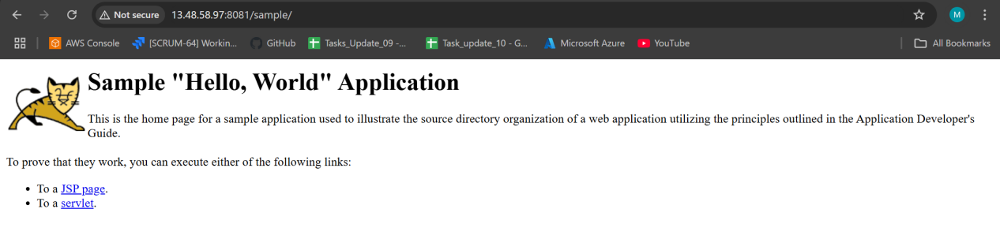 Not secure 13.48.58.97:8081/sample/ M
AWS Console [SCRUM-64] Workin... GitHub Tasks_Update_09 -... Task_update_10 - G... Microsoft Azure YouTube All Bookmarks
Sample "Hello, World" Application
This is the home page for a sample application used to illustrate the source directory organization of a web application utilizing the principles outlined in the Application Developer's
Guide.
To prove that they work, you can execute either of the following links:
• To a JSP page.
• To a servlet.